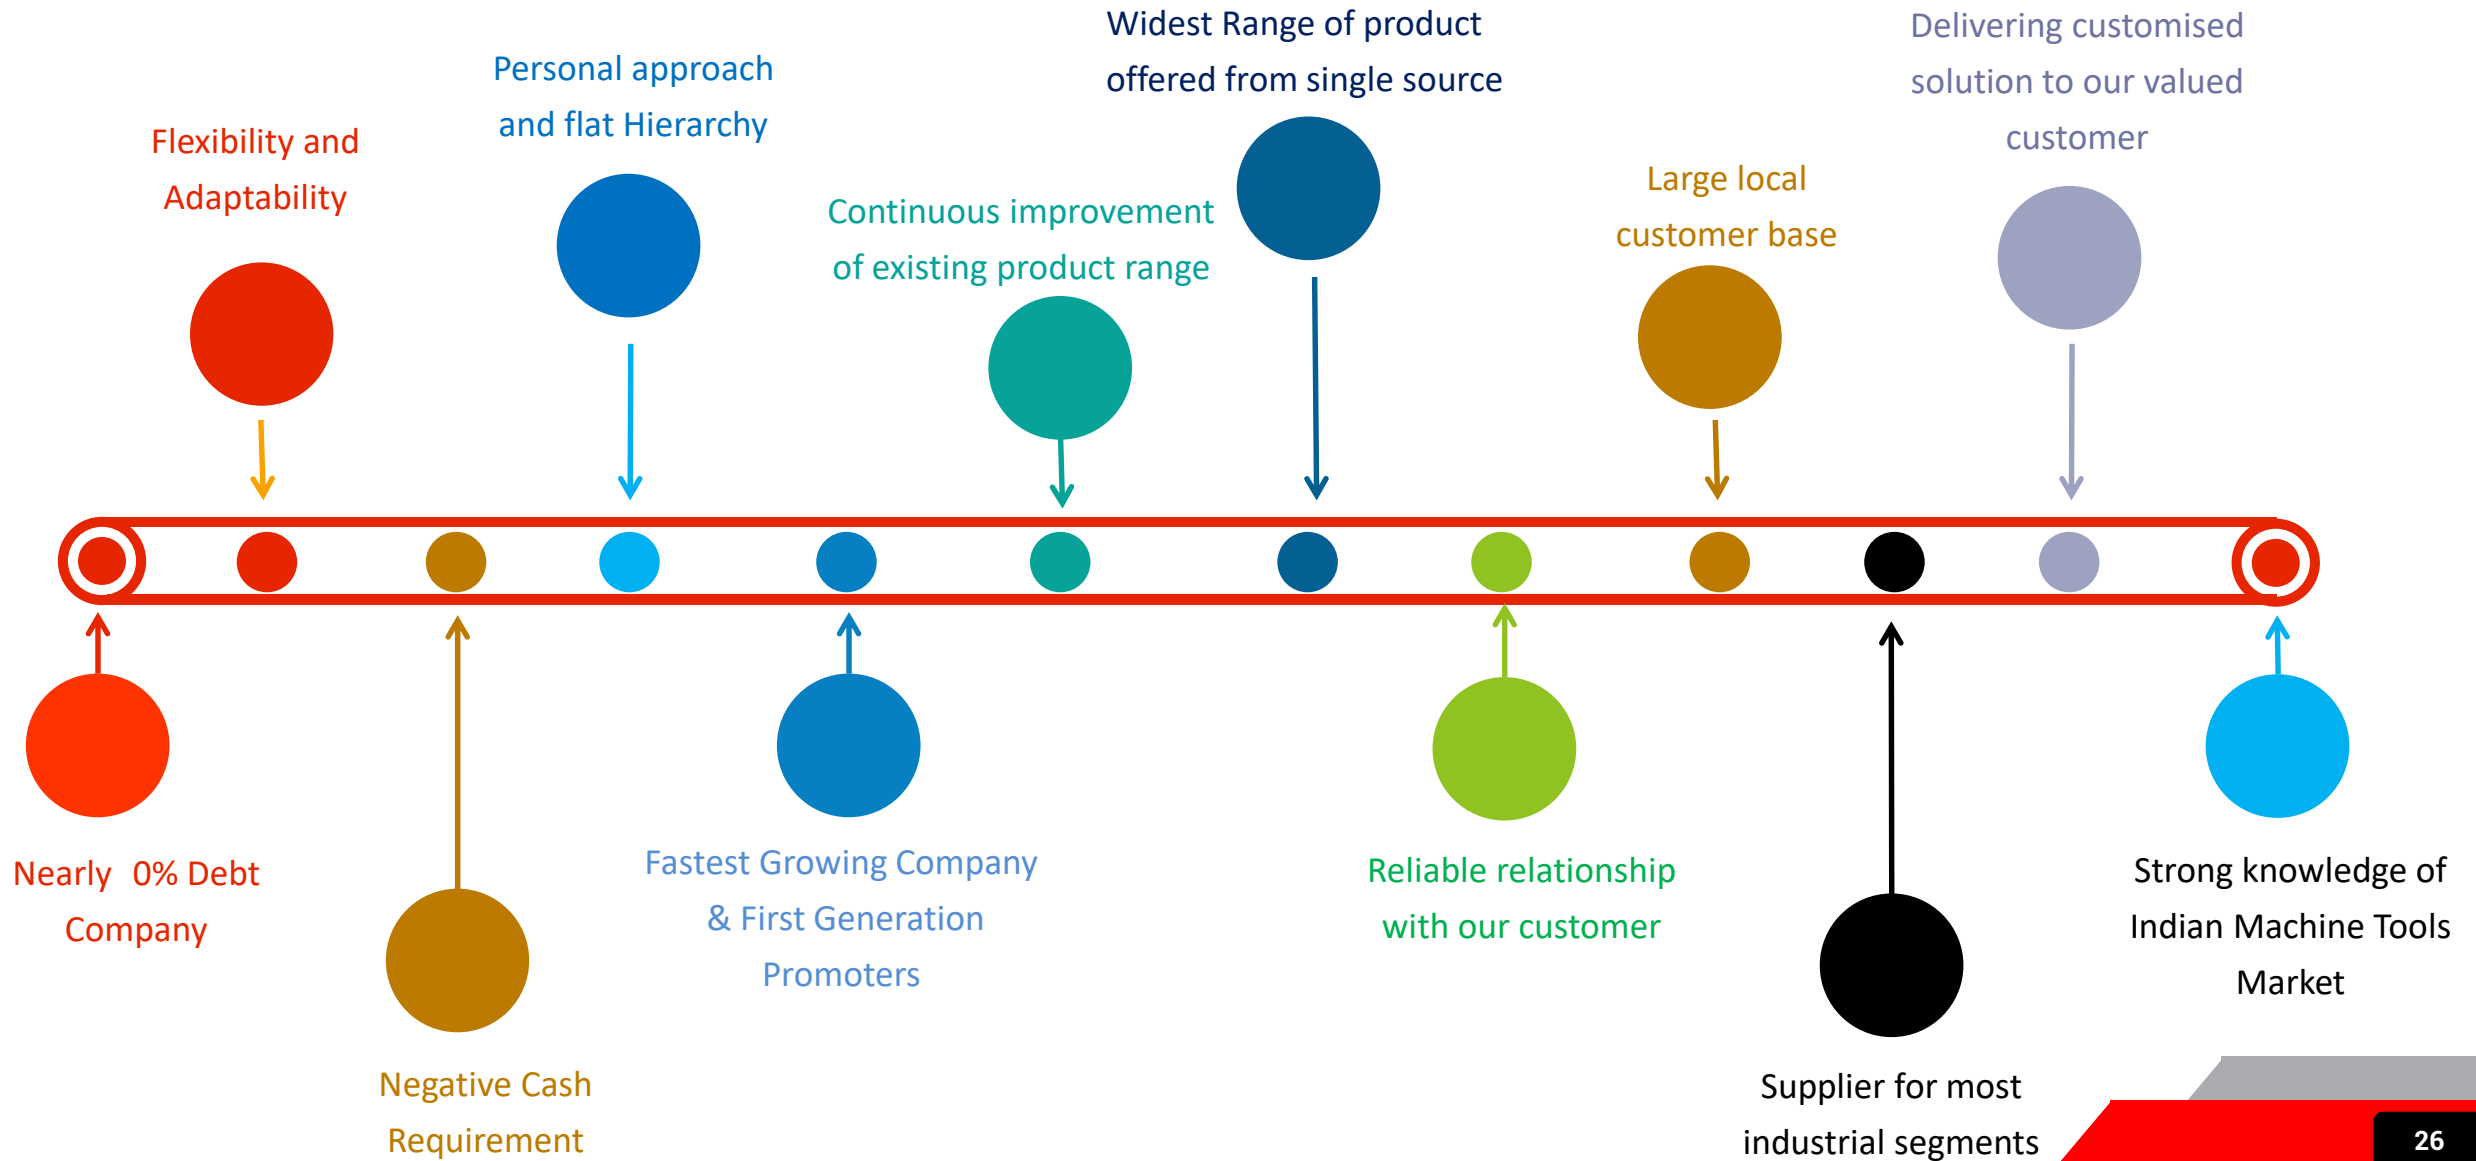 Widest Range of product
offered from single source
Delivering customised
solution to our valued
customer
Personal approach
and flat Hierarchy
Flexibility and
Adaptability
Continuous improvement
of existing product range
Large local
customer base
Nearly 0% Debt
Company
Fastest Growing Company
& First Generation
Promoters
Reliable relationship
with our customer
Strong knowledge of
Indian Machine Tools
Market
Negative Cash
Requirement
Supplier for most
industrial segments
26